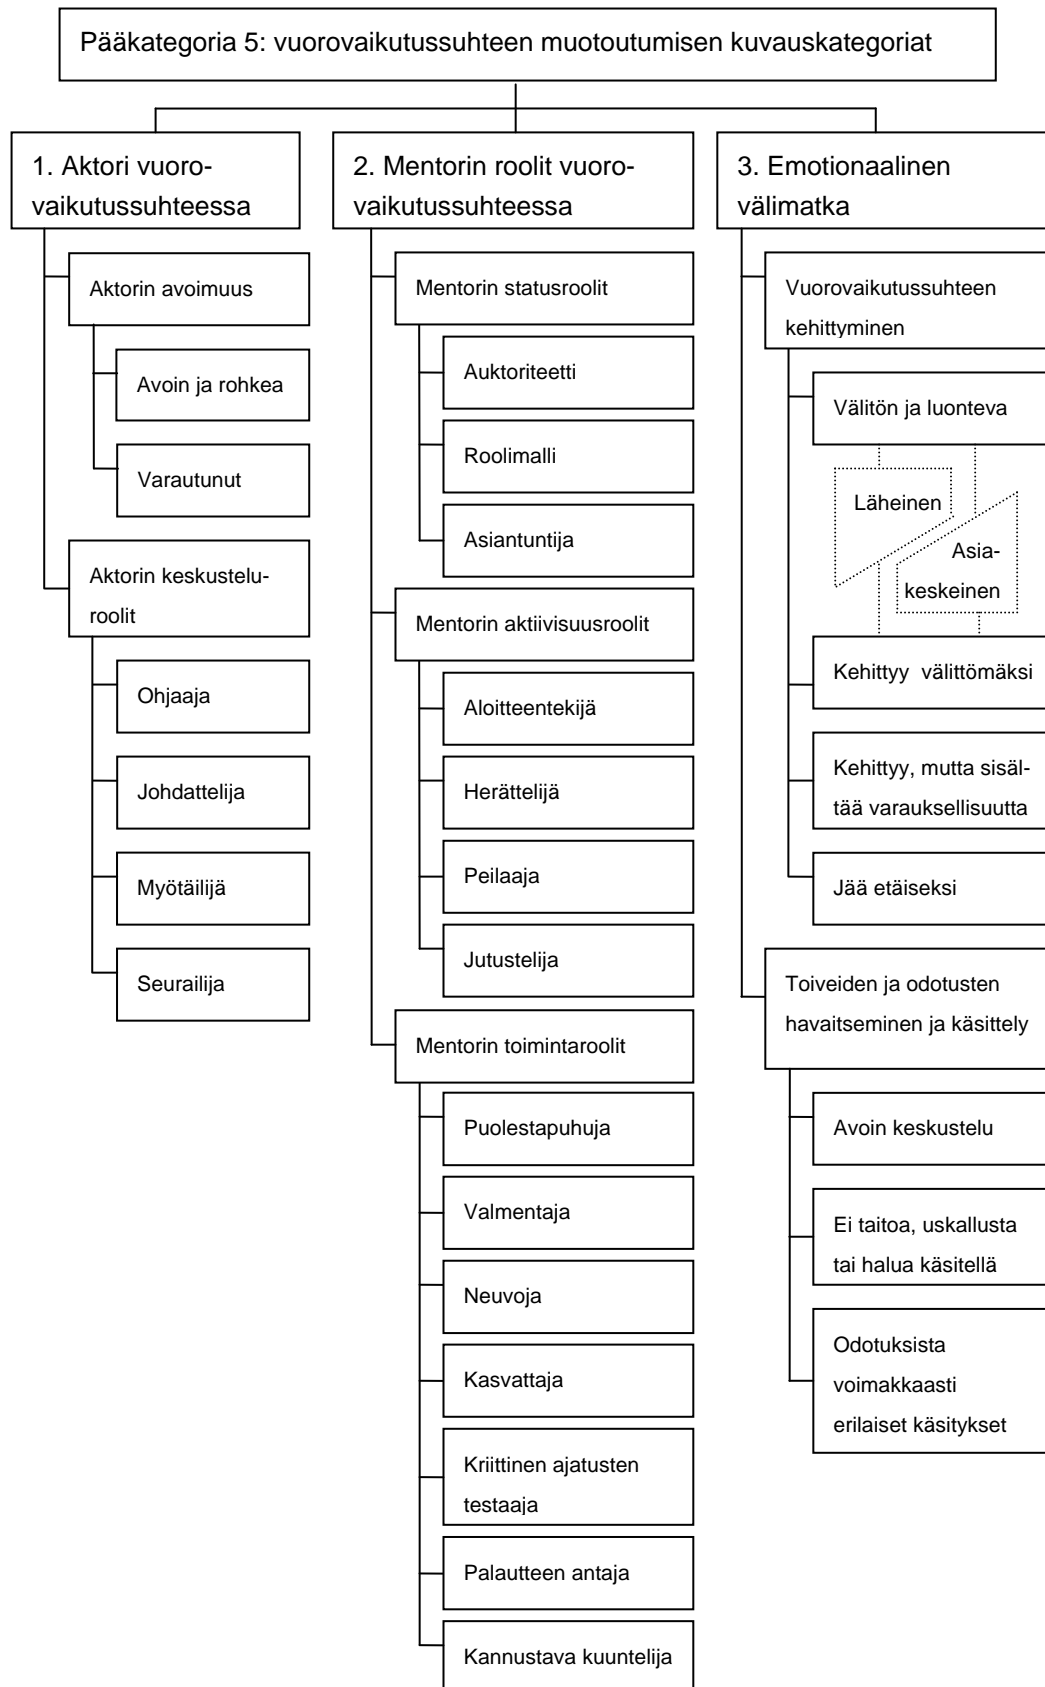 Pääkategoria 5: vuorovaikutussuhteen muotoutumisen kuvauskategoriat
1. Aktori vuoro-
vaikutussuhteessa
Aktorin avoimuus
Avoin ja rohkea
Varautunut
Aktorin keskustelu-
roolit
Ohjaaja
Johdattelija
Myötäilijä
Seurailija
2. Mentorin roolit vuoro-
vaikutussuhteessa
Mentorin statusroolit
Auktoriteetti
Roolimalli
Asiantuntija
Mentorin aktiivisuusroolit
Aloitteentekijä
Herättelijä
Peilaaja
Jutustelija
Mentorin toimintaroolit
Puolestapuhuja
Valmentaja
Neuvoja
Kasvattaja
Kriittinen ajatusten
testaaja
Palautteen antaja
Kannustava kuuntelija
3. Emotionaalinen
välimatka
Vuorovaikutussuhteen
kehittyminen
Välitön ja luonteva
Läheinen
Asia-
keskeinen
Kehittyy välittömäksi
Kehittyy, mutta sisäl-
tää varauksellisuutta
Jää etäiseksi
Toiveiden ja odotusten
havaitseminen ja käsittely
Avoin keskustelu
Ei taitoa, uskallusta
tai halua käsitellä
Odotuksista
voimakkaasti
erilaiset käsitykset